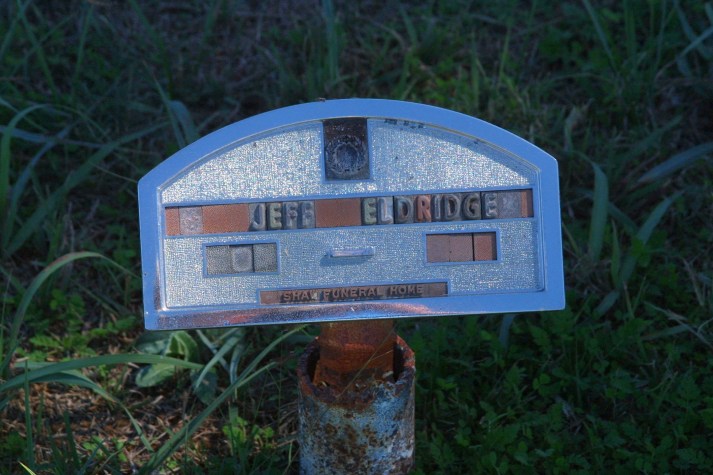 JEFF ELDRIDGE
SHAW FUNERAL HOME